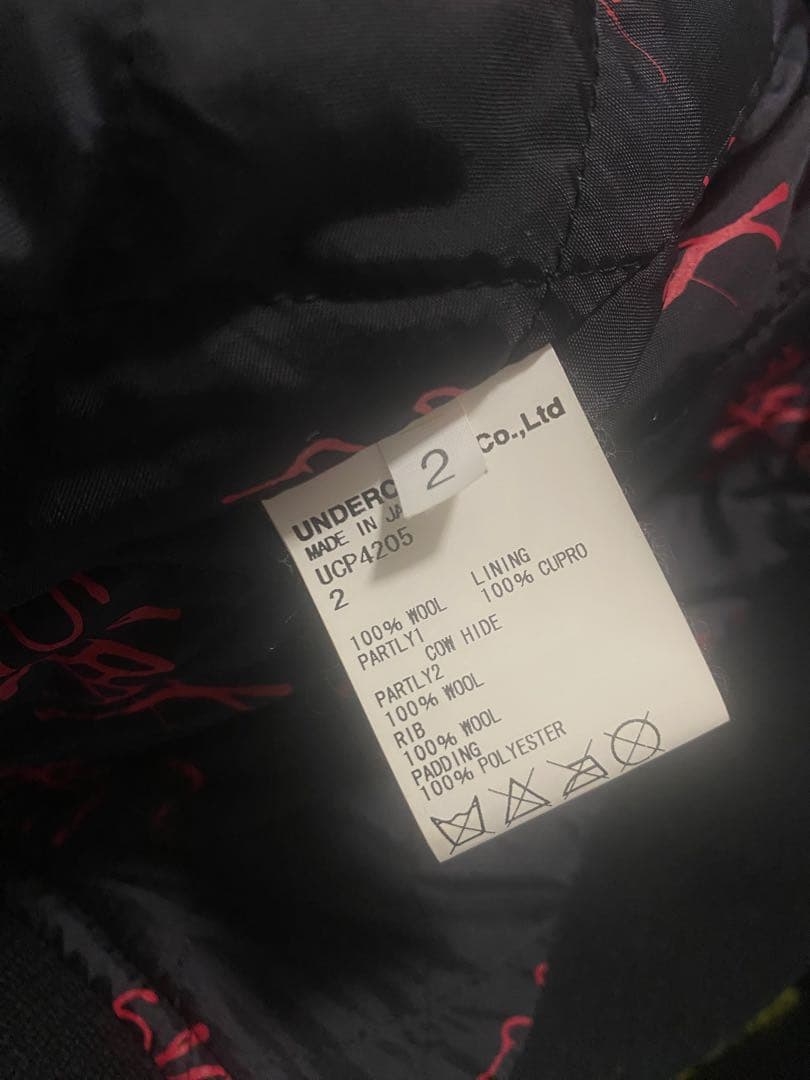 2
UNDERC Co.,Ltd
MADE IN JA
UCP4205
2
100% WOOL LINING
PARTLY1 100% CUPRO
COW HIDE
PARTLY2
100% WOOL
RIB
100% WOOL
PADDING
100% POLYESTER